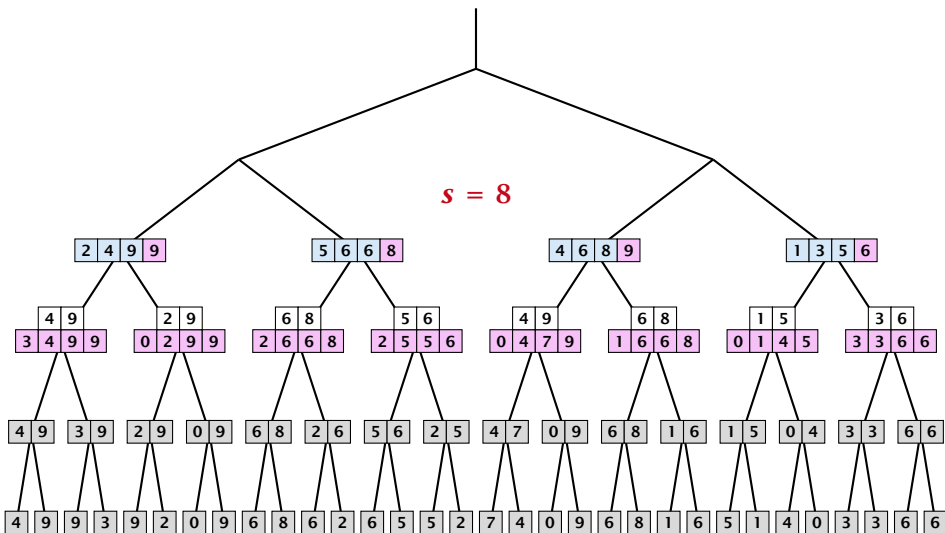 s = 8
2 4 9 9 5 6 6 8 4 6 8 9 1 3 5 6
4 9 2 9 6 8 5 6 4 9 6 8 1 5 3 6
3 4 9 9 0 2 9 9 2 6 6 8 2 5 5 6 0 4 7 9 1 6 6 8 0 1 4 5 3 3 6 6
4 9 3 9 2 9 0 9 6 8 2 6 5 6 2 5 4 7 0 9 6 8 1 6 1 5 0 4 3 3 6 6
4 9 9 3 9 2 0 9 6 8 6 2 6 5 5 2 7 4 0 9 6 8 1 6 5 1 4 0 3 3 6 6